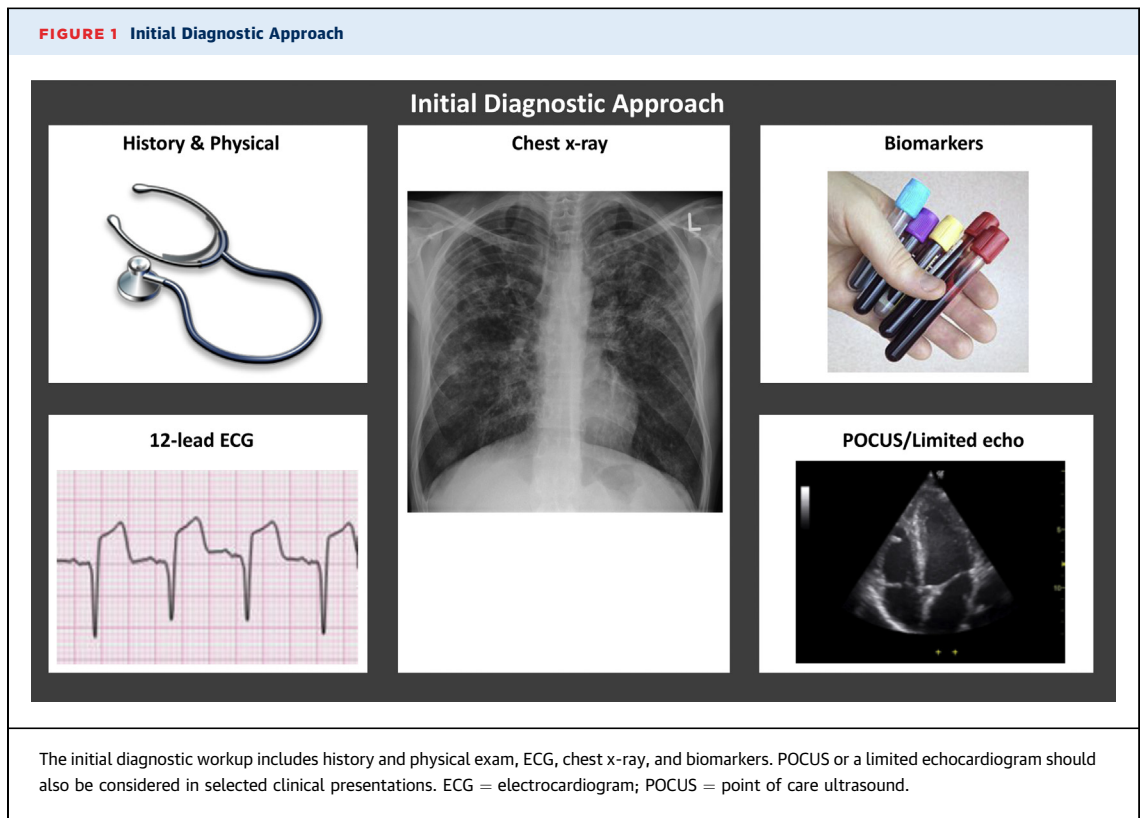 FIGURE 1 Initial Diagnostic Approach
Initial Diagnostic Approach
History & Physical
Chest x-ray
L
Biomarkers
12-lead ECG
POCUS/Limited echo
5
10
The initial diagnostic workup includes history and physical exam, ECG, chest x-ray, and biomarkers. POCUS or a limited echocardiogram should
also be considered in selected clinical presentations. ECG = electrocardiogram; POCUS = point of care ultrasound.